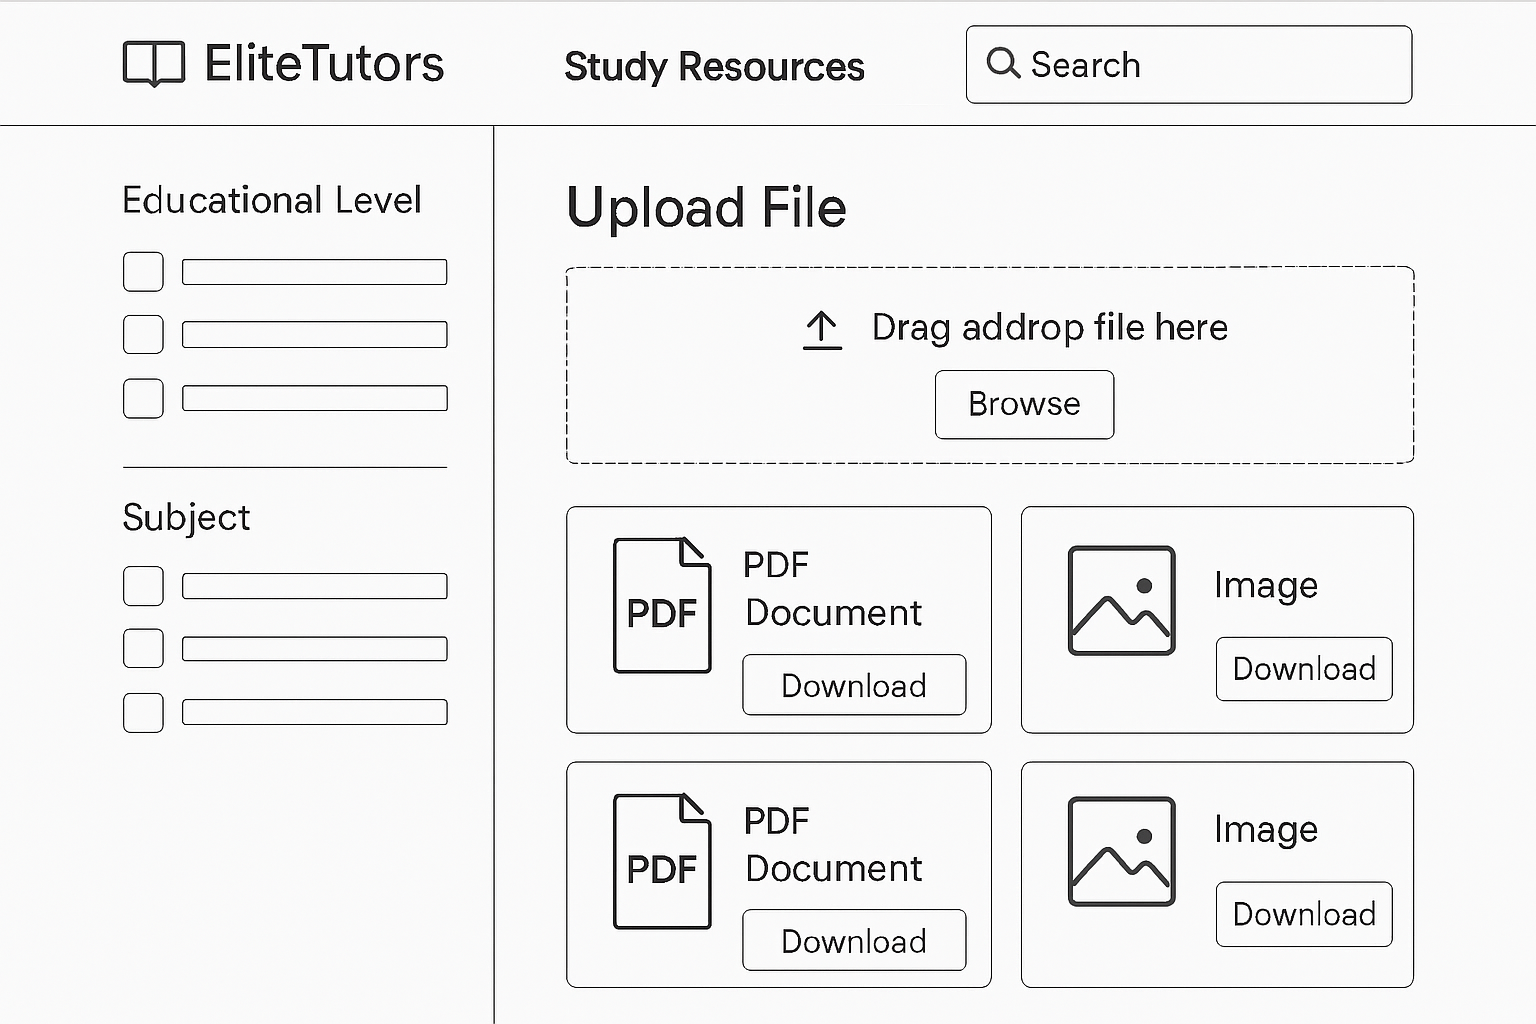 EliteTutors
Study Resources
Search
Educational Level
Subject
Upload File
Drag addrop file here
Browse
PDF
PDF
Document
Download
Image
Download
PDF
PDF
Document
Download
Image
Download